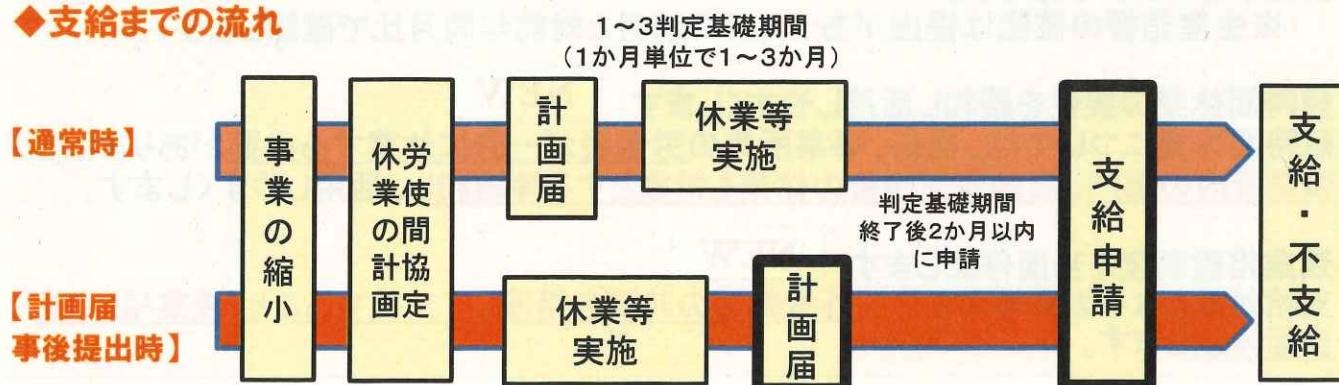 ◆支給までの流れ
1～3判定基礎期間
（1か月単位で1～3か月）
【通常時】
事業の縮小
労使間協定
休業の計画
計画届
休業等
実施
判定基礎期間
終了後2か月以内
に申請
支給申請
支給・不支給
【計画届
事後提出時】
休業等
実施
計画届